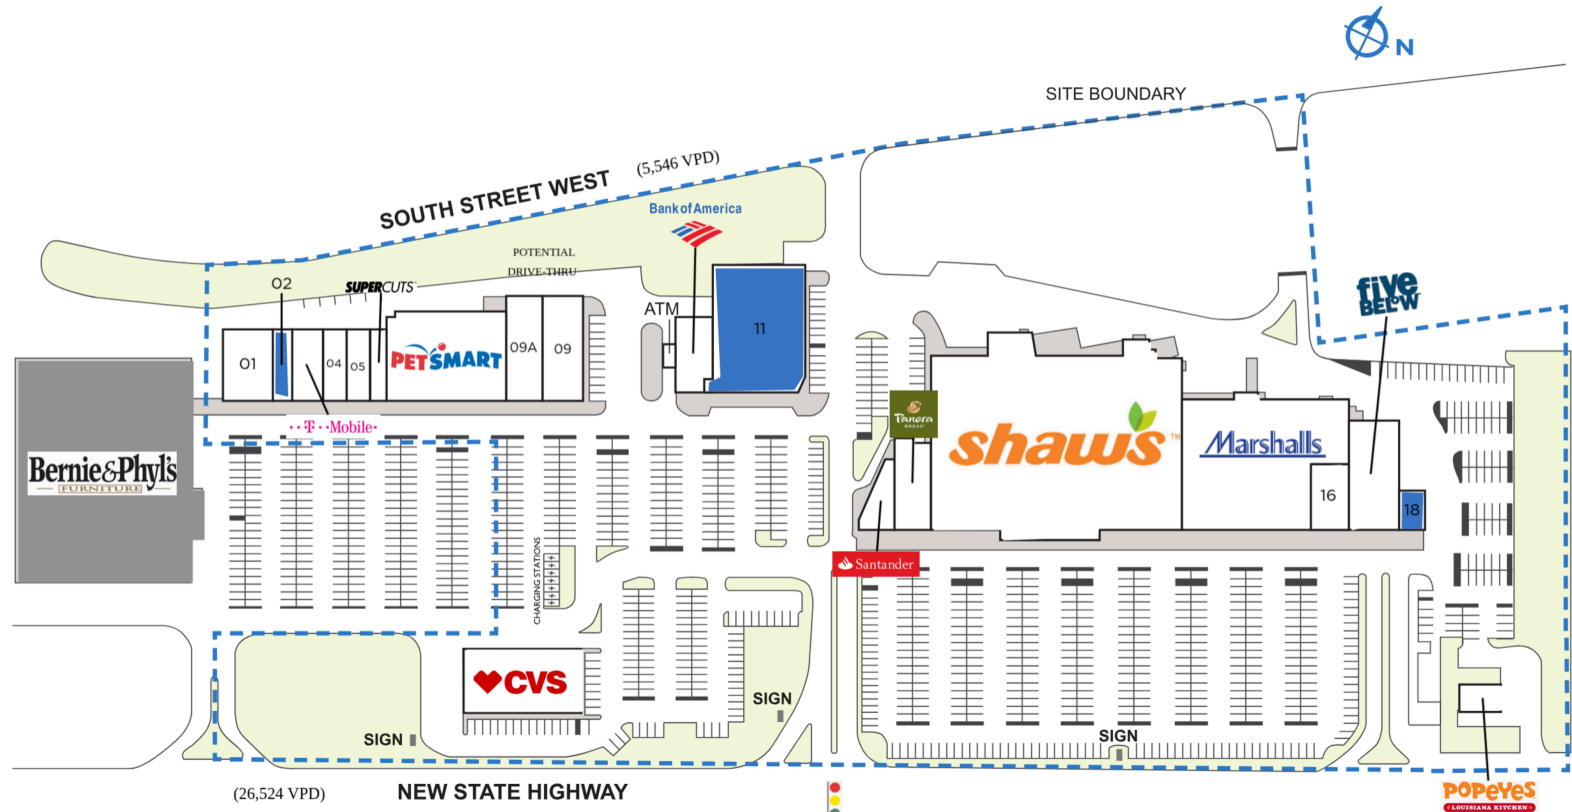 N
SITE BOUNDARY
(5,546 VPD)
SOUTH STREET WEST
Bank of America
POTENTIAL
DRIVE-THRU
02
SUPERCUTS
five
BELOW
ATM
11
01
04
05
PETSMART
09A
09
Panera
BREAD
T Mobile
shaw's TM
Marshalls
Bernie & Phyl's
FURNITURE
16
18
CHARGING STATIONS
Santander
CVS
SIGN
SIGN
SIGN
(26,524 VPD)
NEW STATE HIGHWAY
POPEYES
LOUISIANA KITCHEN